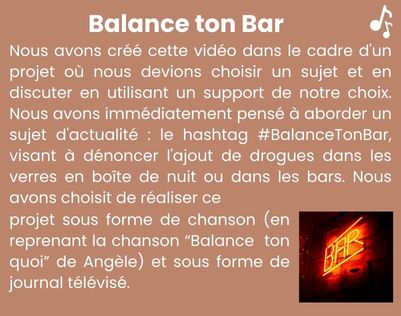 Balance ton Bar
Nous avons créé cette vidéo dans le cadre d'un
projet où nous devions choisir un sujet et en
discuter en utilisant un support de notre choix.
Nous avons immédiatement pensé à aborder un
sujet d'actualité : le hashtag #BalanceTonBar,
visant à dénoncer l'ajout de drogues dans les
verres en boîte de nuit ou dans les bars. Nous
avons choisit de réaliser ce
projet sous forme de chanson (en
reprenant la chanson “Balance ton
quoi” de Angèle) et sous forme de
journal télévisé.
BAR